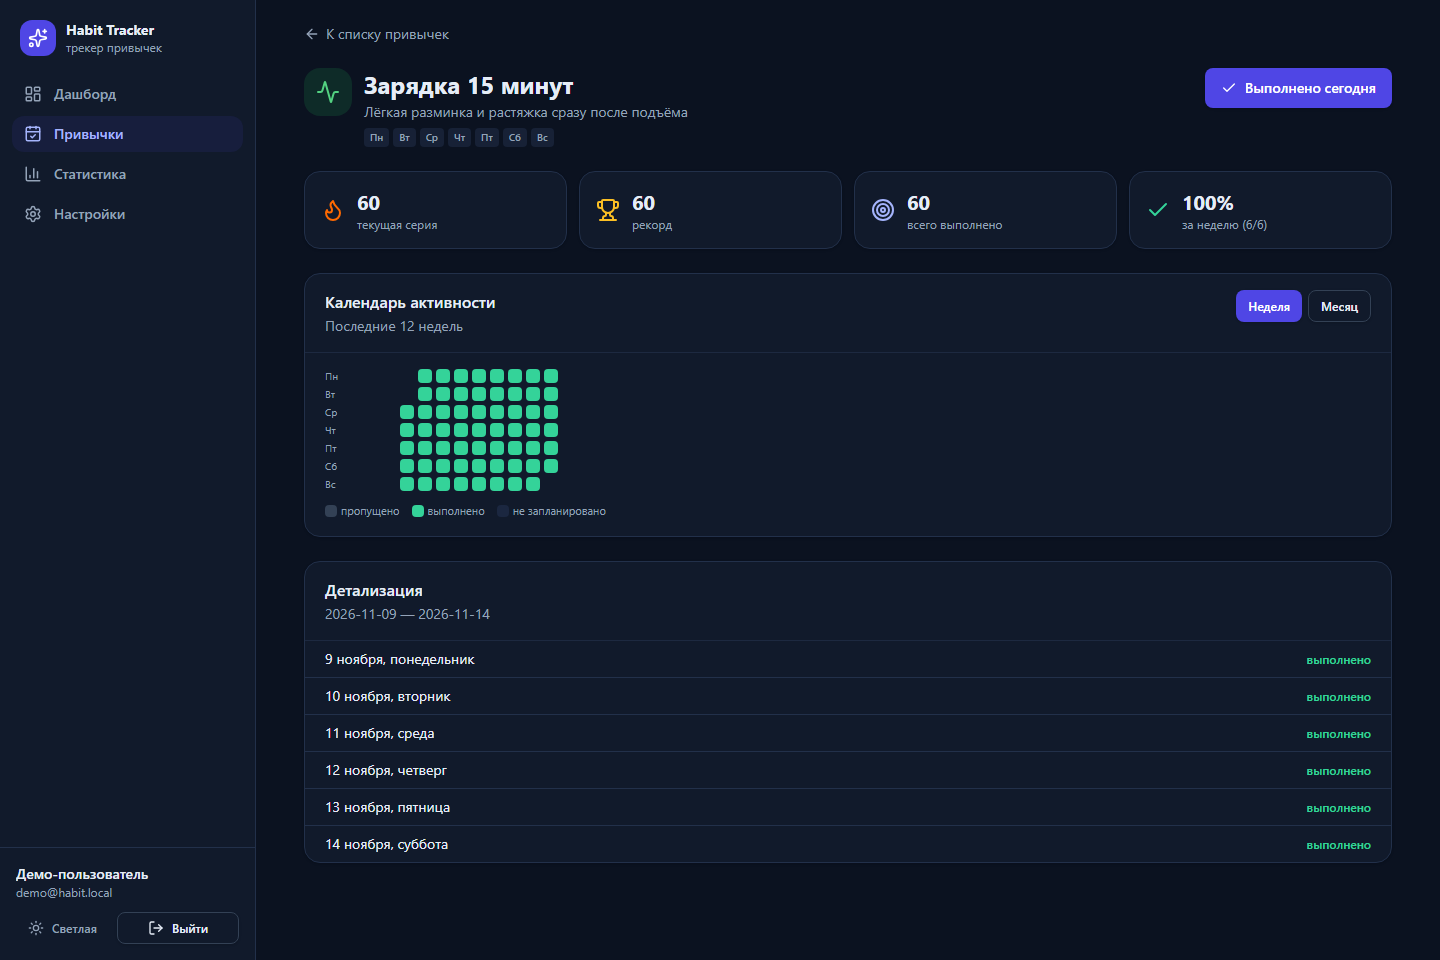 Habit Tracker
трекер привычек
Дашборд
Привычки
Статистика
Настройки
Демо-пользователь
demo@habit.local
Светлая
Выйти
К списку привычек
Зарядка 15 минут
Лёгкая разминка и растяжка сразу после подъёма
Пн Вт Ср Чт Пт Сб Вс
Выполнено сегодня
60
текущая серия
60
рекорд
60
всего выполнено
100%
за неделю (6/6)
Календарь активности
Последние 12 недель
Неделя
Месяц
Пн
Вт
Ср
Чт
Пт
Сб
Вс
пропущено выполнено не запланировано
Детализация
2026-11-09 — 2026-11-14
9 ноября, понедельник выполнено
10 ноября, вторник выполнено
11 ноября, среда выполнено
12 ноября, четверг выполнено
13 ноября, пятница выполнено
14 ноября, суббота выполнено